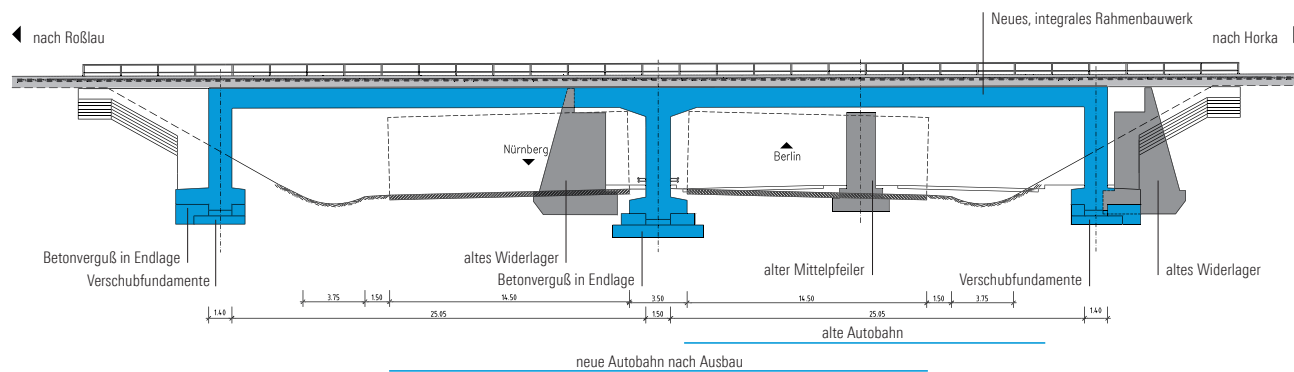 Neues, integrales Rahmenbauwerk
nach Roßlau
nach Horka
Nürnberg
Berlin
Betonverguß in Endlage
altes Widerlager
alter Mittelpfeiler
altes Widerlager
Verschubfundamente
Betonverguß in Endlage
Verschubfundamente
3.75 1.50 14.50 3.50 14.50 1.50 3.75
1.40 25.05 1.50 25.05 1.40
alte Autobahn
neue Autobahn nach Ausbau